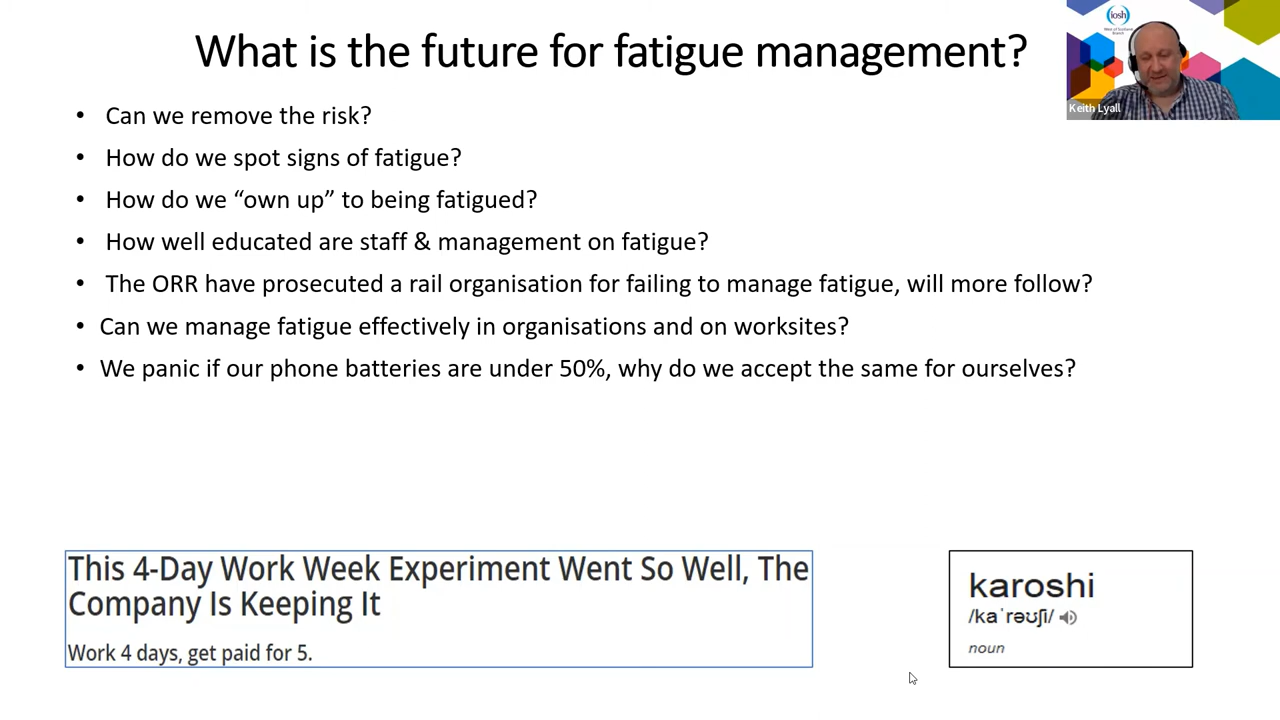 What is the future for fatigue management?
iosh
West of Scotland
Branch
Keith Lyall
• Can we remove the risk?
• How do we spot signs of fatigue?
• How do we “own up” to being fatigued?
• How well educated are staff & management on fatigue?
• The ORR have prosecuted a rail organisation for failing to manage fatigue, will more follow?
• Can we manage fatigue effectively in organisations and on worksites?
• We panic if our phone batteries are under 50%, why do we accept the same for ourselves?
This 4-Day Work Week Experiment Went So Well, The
Company Is Keeping It
Work 4 days, get paid for 5.
karoshi
/kaˈrəʊʃi/
noun